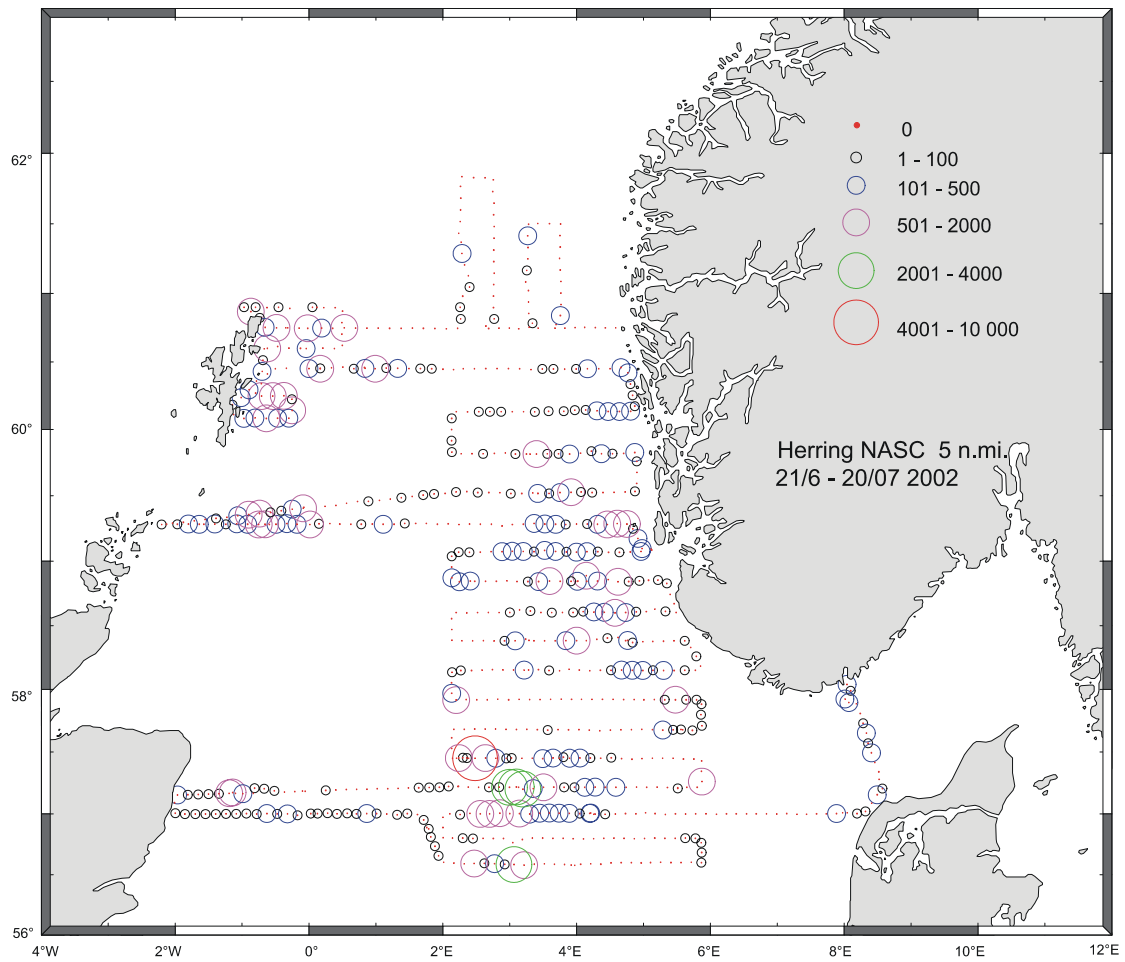 62°
60°
58°
56°
0
1 - 100
101 - 500
501 - 2000
2001 - 4000
4001 - 10 000
Herring NASC 5 n.mi.
21/6 - 20/07 2002
4°W
2°W
0°
2°E
4°E
6°E
8°E
10°E
12°E